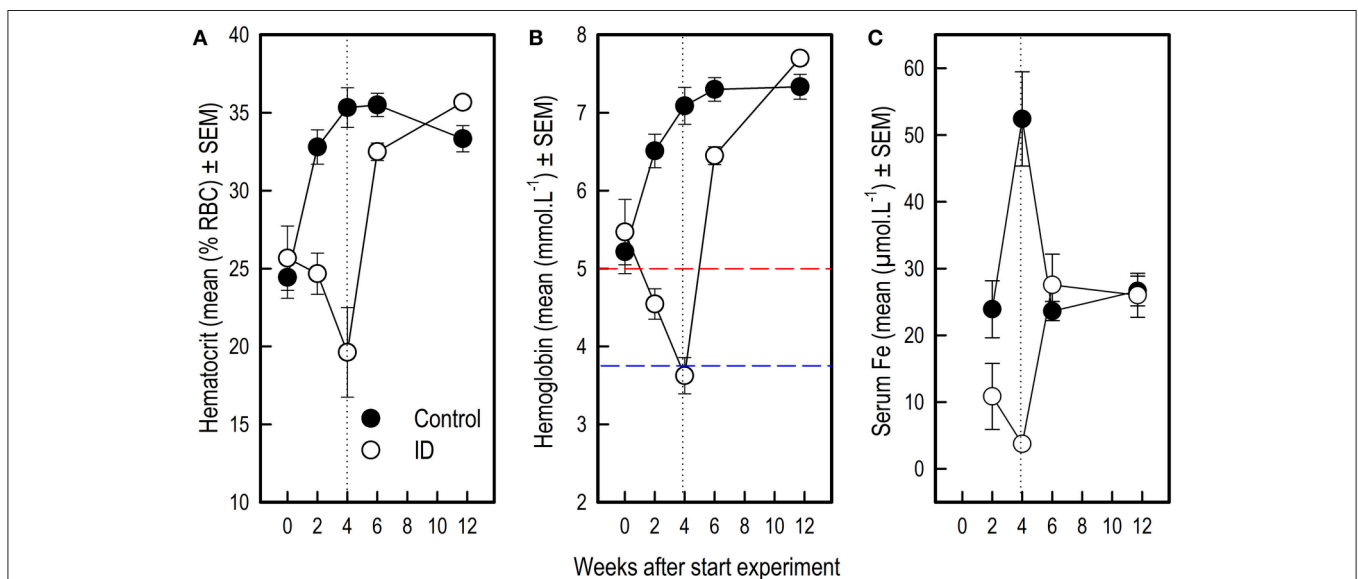 A
Hematocrit (mean (% RBC) ± SEM)
40
35
30
25
20
15
10
0 2 4 6 8 10 12
Control
ID
B
Hemoglobin (mean (mmol.L⁻¹) ± SEM)
8
7
6
5
4
3
2
0 2 4 6 8 10 12
C
Serum Fe (mean (µmol.L⁻¹) ± SEM)
60
50
40
30
20
10
0
0 2 4 6 8 10 12
Weeks after start experiment